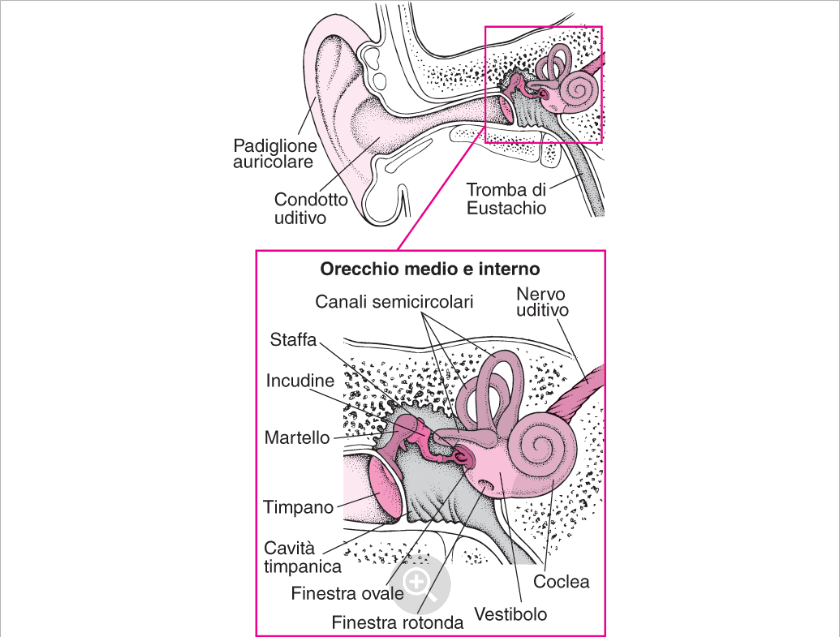 Padiglione
auricolare
Condotto
uditivo
Tromba di
Eustachio
Orecchio medio e interno
Canali semicircolari
Nervo
uditivo
Staffa
Incudine
Martello
Timpano
Cavità
timpanica
Finestra ovale
Finestra rotonda
Vestibolo
Coclea